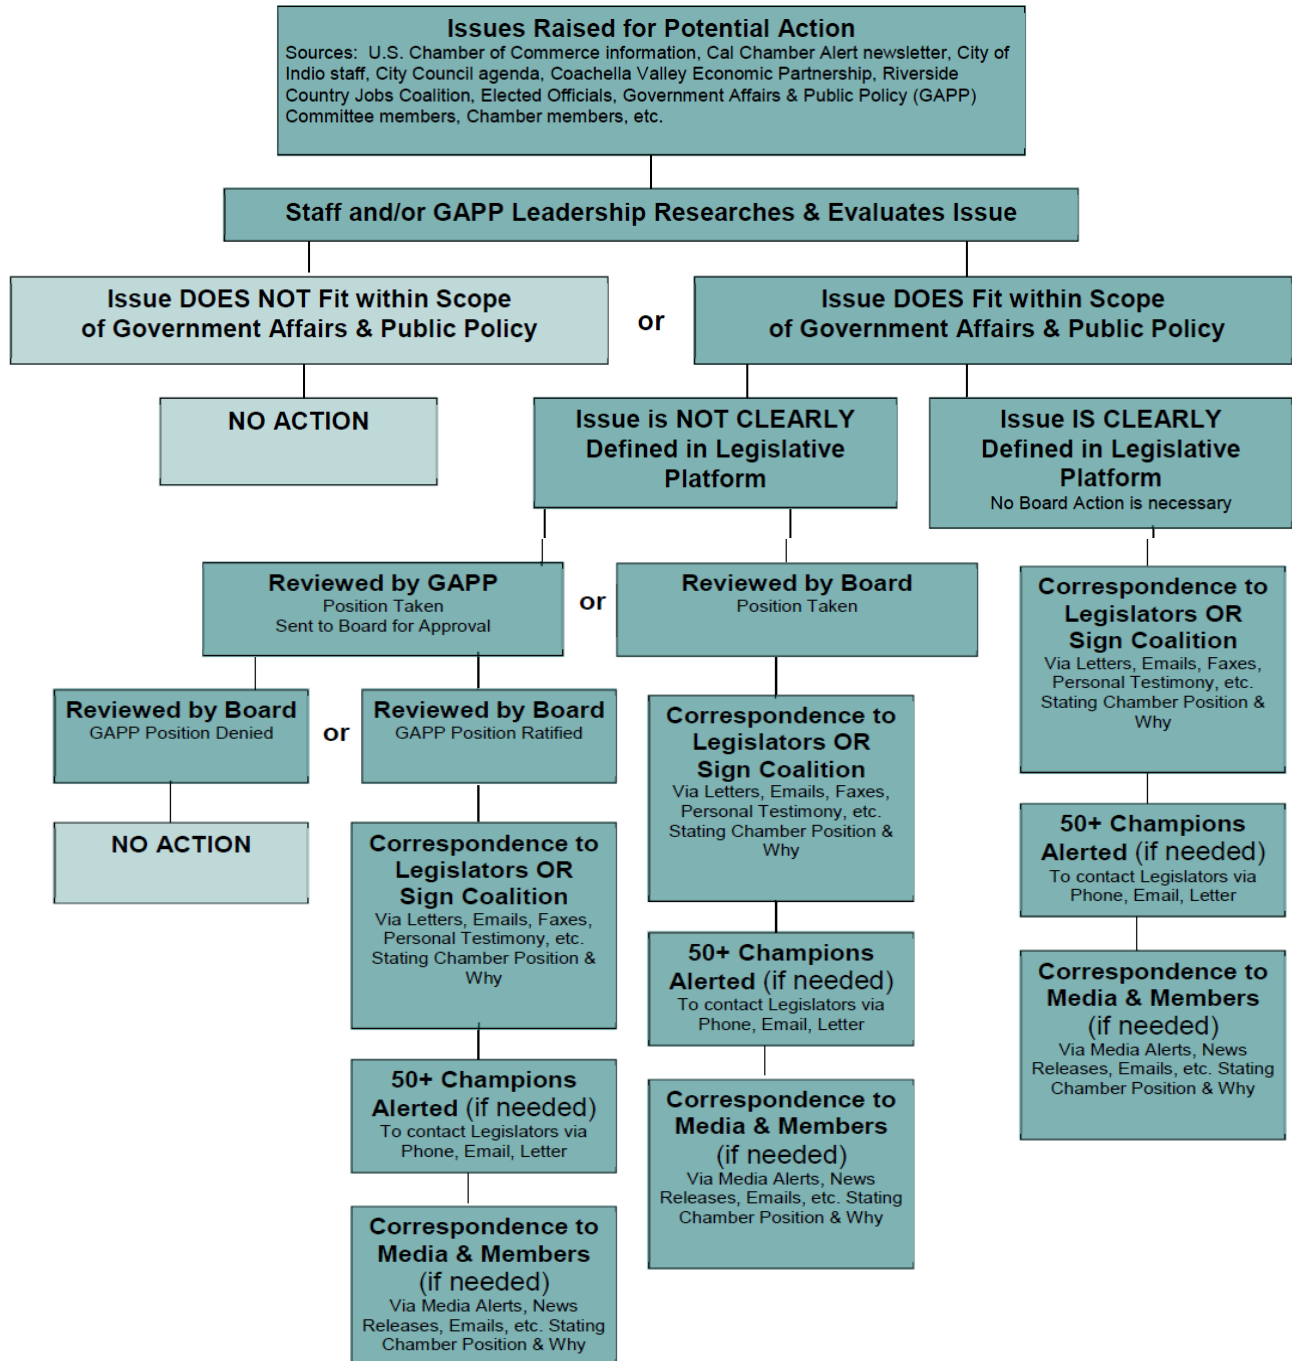 Issues Raised for Potential Action
Sources:  U.S. Chamber of Commerce information, Cal Chamber Alert newsletter, City of
Indio staff, City Council agenda, Coachella Valley Economic Partnership, Riverside
Country Jobs Coalition, Elected Officials, Government Affairs & Public Policy (GAPP)
Committee members, Chamber members, etc.
Staff and/or GAPP Leadership Researches & Evaluates Issue
Issue DOES NOT Fit within Scope
of Government Affairs & Public Policy
or
Issue DOES Fit within Scope
of Government Affairs & Public Policy
NO ACTION
Issue is NOT CLEARLY
Defined in Legislative
Platform
Issue IS CLEARLY
Defined in Legislative
Platform
No Board Action is necessary
Reviewed by GAPP
Position Taken
Sent to Board for Approval
or
Reviewed by Board
Position Taken
Correspondence to
Legislators OR
Sign Coalition
Via Letters, Emails, Faxes,
Personal Testimony, etc.
Stating Chamber Position &
Why
Reviewed by Board
GAPP Position Denied
or
Reviewed by Board
GAPP Position Ratified
Correspondence to
Legislators OR
Sign Coalition
Via Letters, Emails, Faxes,
Personal Testimony, etc.
Stating Chamber Position &
Why
50+ Champions
Alerted (if needed)
To contact Legislators via
Phone, Email, Letter
NO ACTION
Correspondence to
Legislators OR
Sign Coalition
Via Letters, Emails, Faxes,
Personal Testimony, etc.
Stating Chamber Position &
Why
50+ Champions
Alerted (if needed)
To contact Legislators via
Phone, Email, Letter
Correspondence to
Media & Members
(if needed)
Via Media Alerts, News
Releases, Emails, etc. Stating
Chamber Position & Why
50+ Champions
Alerted (if needed)
To contact Legislators via
Phone, Email, Letter
Correspondence to
Media & Members
(if needed)
Via Media Alerts, News
Releases, Emails, etc. Stating
Chamber Position & Why
Correspondence to
Media & Members
(if needed)
Via Media Alerts, News
Releases, Emails, etc. Stating
Chamber Position & Why